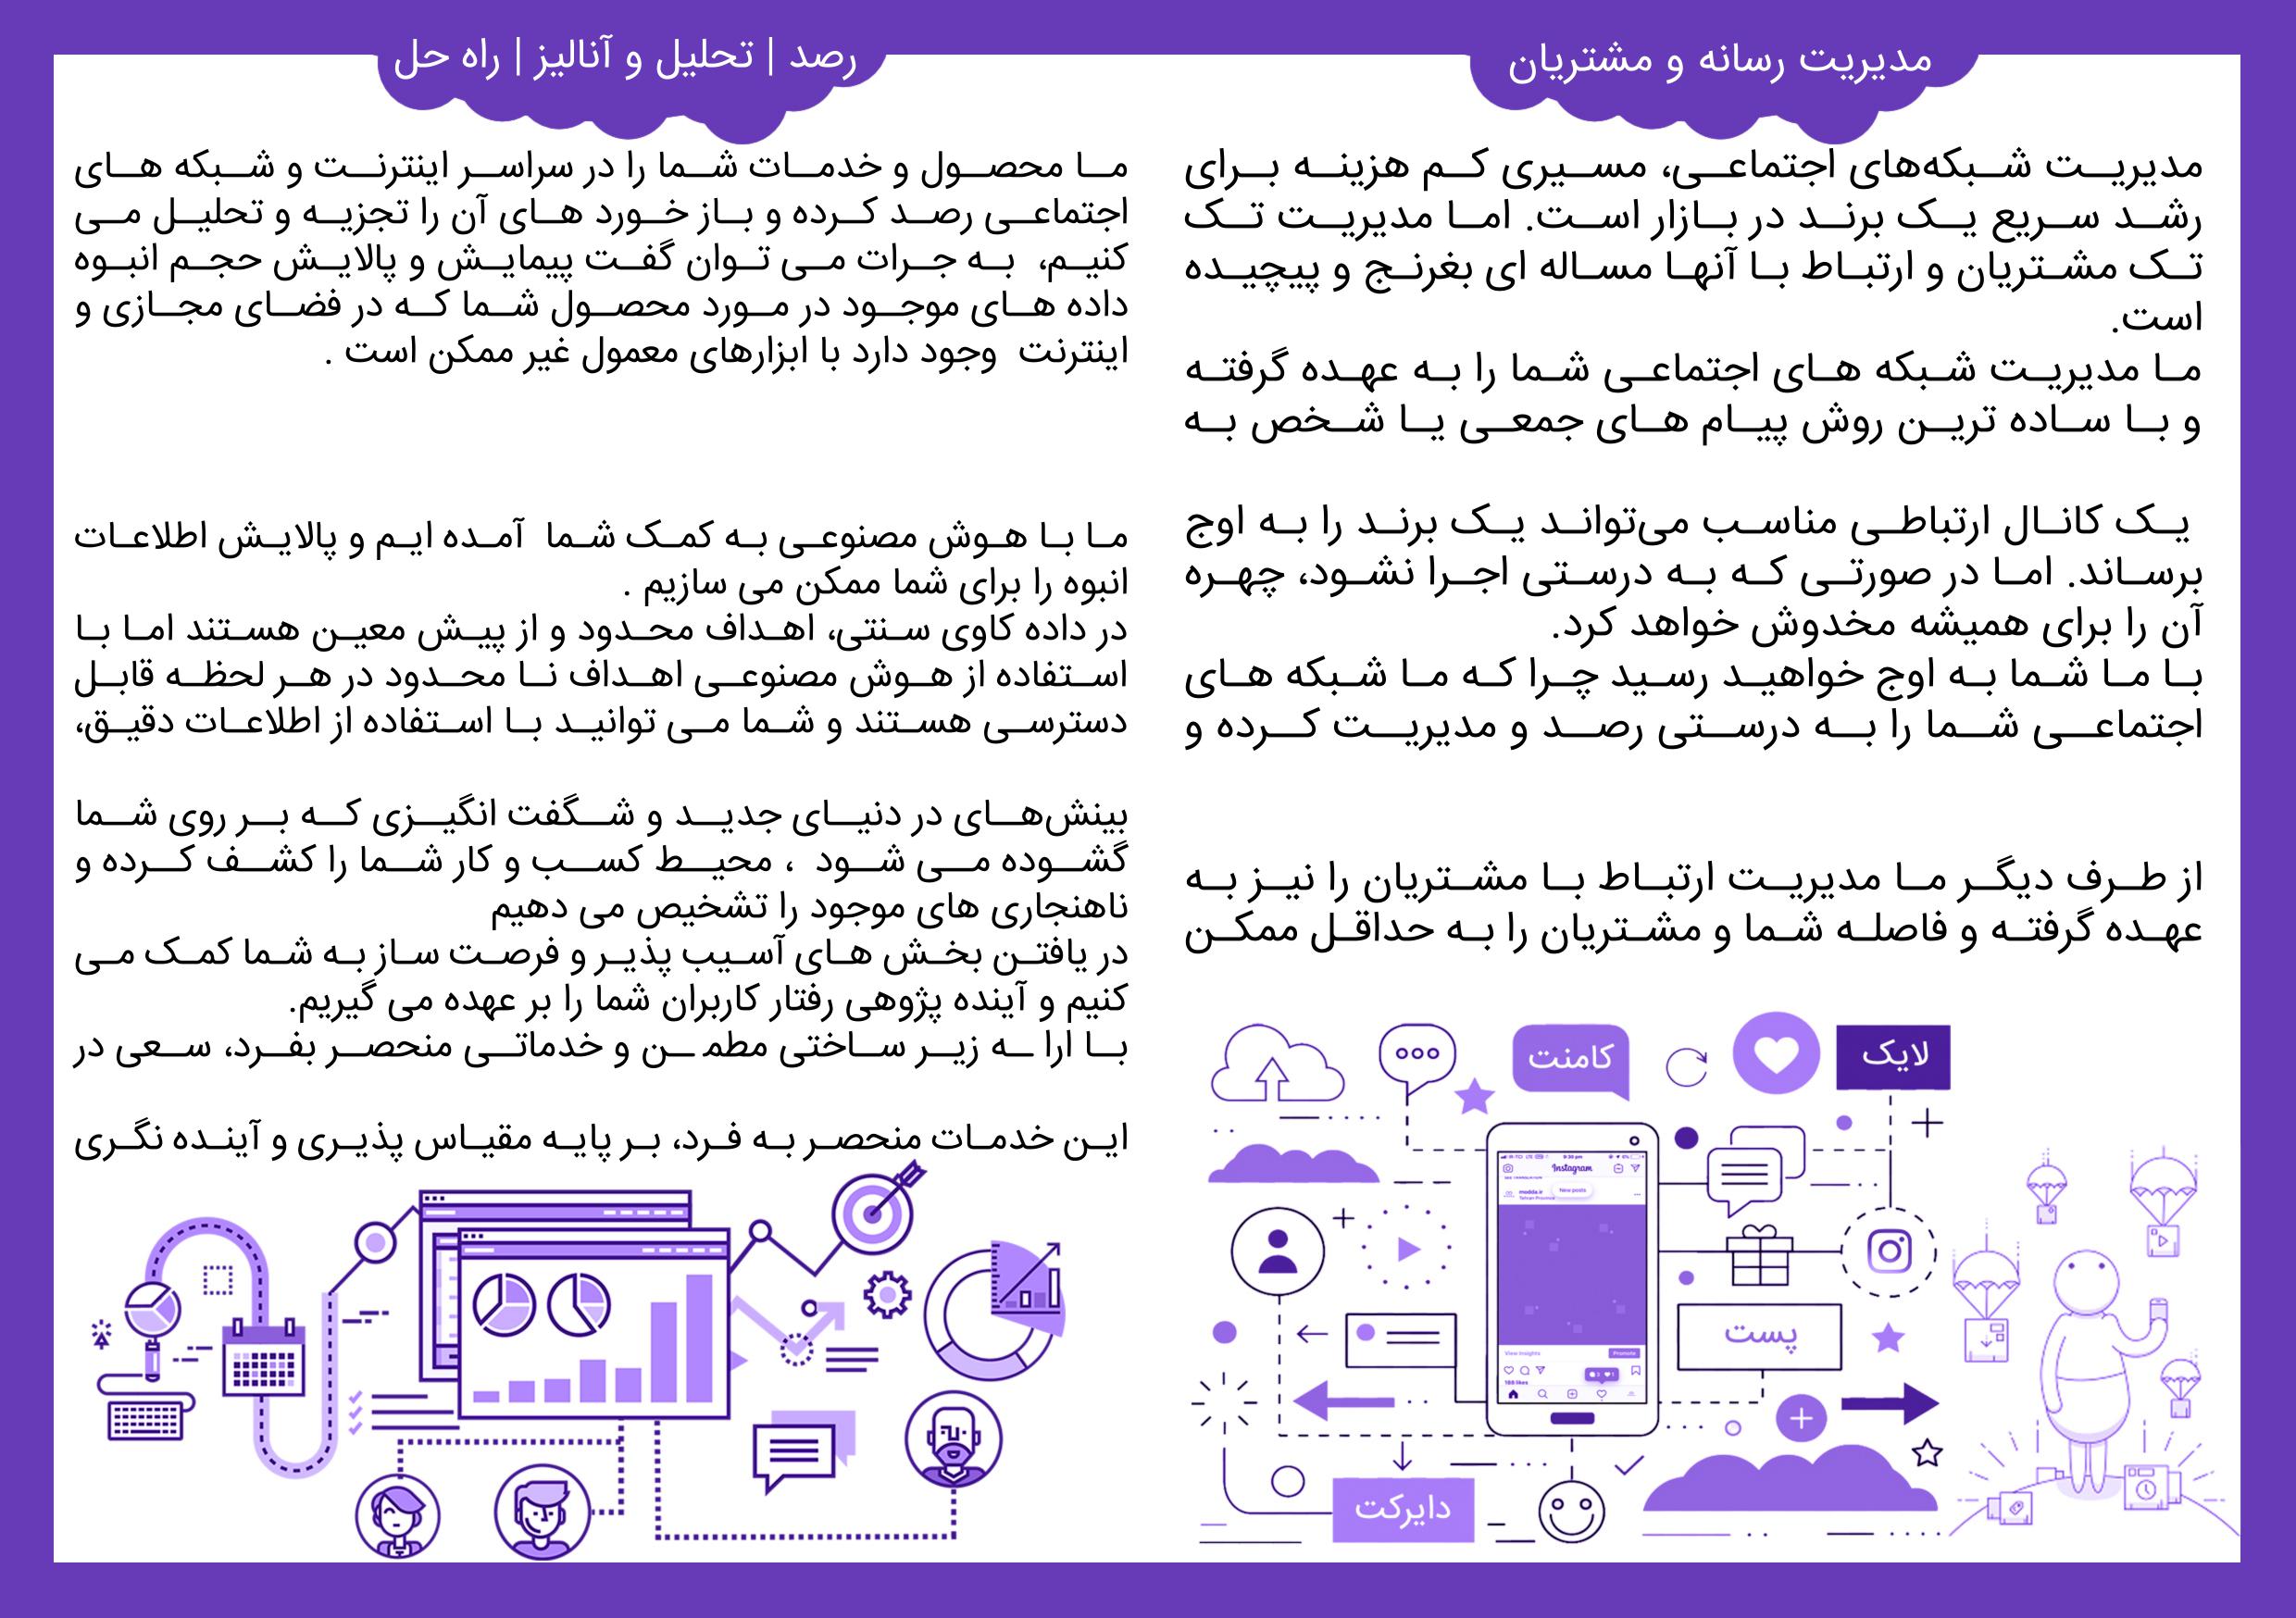 مدیریت رسانه و مشتریان
مدیریت شبکه‌های اجتماعی، مسیری کم هزینه برای
رشد سریع یک برند در بازار است. اما مدیریت تک
تک مشتریان و ارتباط با آنها مساله ای بغرنج و پیچیده
است.
ما مدیریت شبکه های اجتماعی شما را به عهده گرفته
و با ساده ترین روش پیام های جمعی یا شخص به
یک کانال ارتباطی مناسب می‌تواند یک برند را به اوج
برساند. اما در صورتی که به درستی اجرا نشود، چهره
آن را برای همیشه مخدوش خواهد کرد.
با ما شما به اوج خواهید رسید چرا که ما شبکه های
اجتماعی شما را به درستی رصد و مدیریت کرده و
از طرف دیگر ما مدیریت ارتباط با مشتریان را نیز به
عهده گرفته و فاصله شما و مشتریان را به حداقل ممکن
لایک
کامنت
Instagram
modda.ir
Tehran Province
New posts
View Insights
Promote
188 likes
پست
دایرکت
رصد | تحلیل و آنالیز | راه حل
ما محصول و خدمات شما را در سراسر اینترنت و شبکه های
اجتماعی رصد کرده و باز خورد های آن را تجزیه و تحلیل می
کنیم، به جرات می توان گفت پیمایش و پالایش حجم انبوه
داده های موجود در مورد محصول شما که در فضای مجازی و
اینترنت وجود دارد با ابزارهای معمول غیر ممکن است .
ما با هوش مصنوعی به کمک شما آمده ایم و پالایش اطلاعات
انبوه را برای شما ممکن می سازیم .
در داده کاوی سنتی، اهداف محدود و از پیش معین هستند اما با
استفاده از هوش مصنوعی اهداف نا محدود در هر لحظه قابل
دسترسی هستند و شما می توانید با استفاده از اطلاعات دقیق،
بینش‌های در دنیای جدید و شگفت انگیزی که بر روی شما
گشوده می شود ، محیط کسب و کار شما را کشف کرده و
ناهنجاری های موجود را تشخیص می دهیم
در یافتن بخش های آسیب پذیر و فرصت ساز به شما کمک می
کنیم و آینده پژوهی رفتار کاربران شما را بر عهده می گیریم.
با ارا ه زیر ساختی مطم ن و خدماتی منحصر بفرد، سعی در
این خدمات منحصر به فرد، بر پایه مقیاس پذیری و آینده نگری